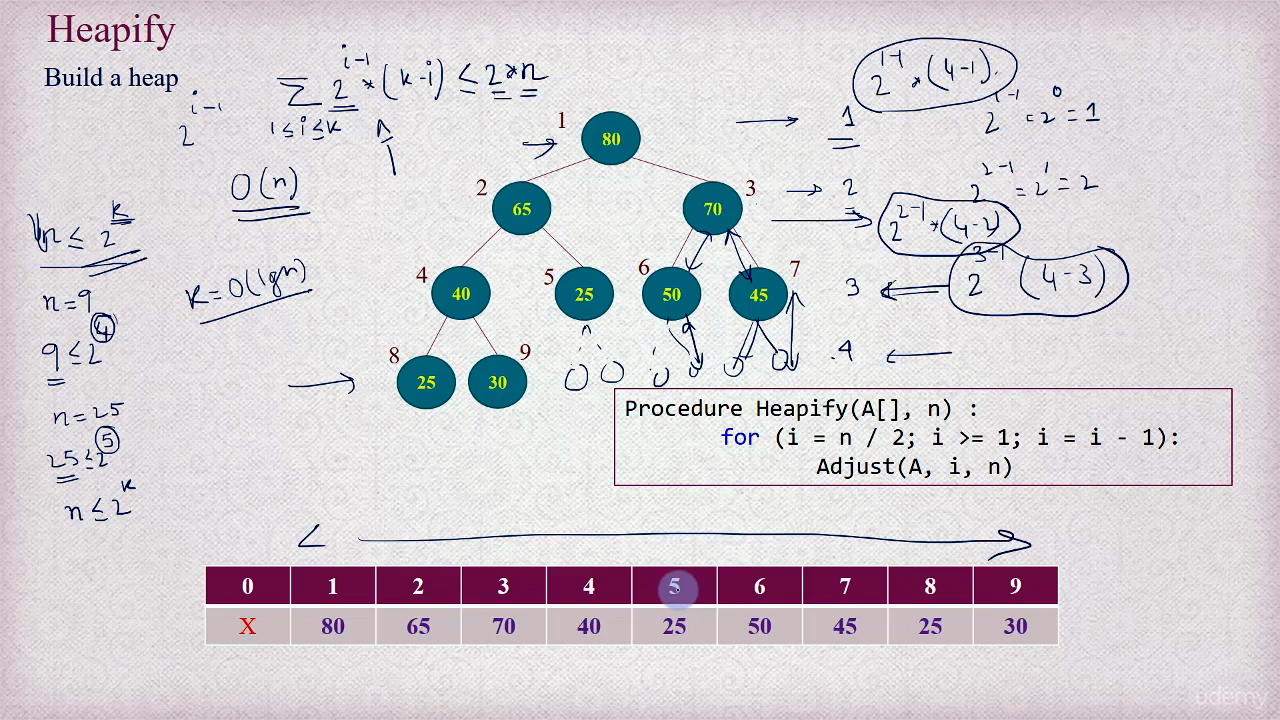 Heapify
Build a heap
2^{i-1}
∑ 2^{i-1} * (k-i) ≤ 2*n
1≤i≤k
1
O(n)
n ≤ 2^k
k = O(lgn)
n=9
9 ≤ 2^4
n=25
25 ≤ 2^5
n ≤ 2^k
1
80
2
65
3
70
4
40
5
25
6
50
7
45
8
25
9
30
2^{1-1} * (4-1).
1
2^{1-1} = 2^0 = 1
2
2^{2-1} = 2^1 = 2
2^{2-1} * (4-2)
3
2^{3-1} (4-3)
4
Procedure Heapify(A[], n) :
for (i = n / 2; i >= 1; i = i - 1):
Adjust(A, i, n)
0 1 2 3 4 5 6 7 8 9
X 80 65 70 40 25 50 45 25 30
udemy